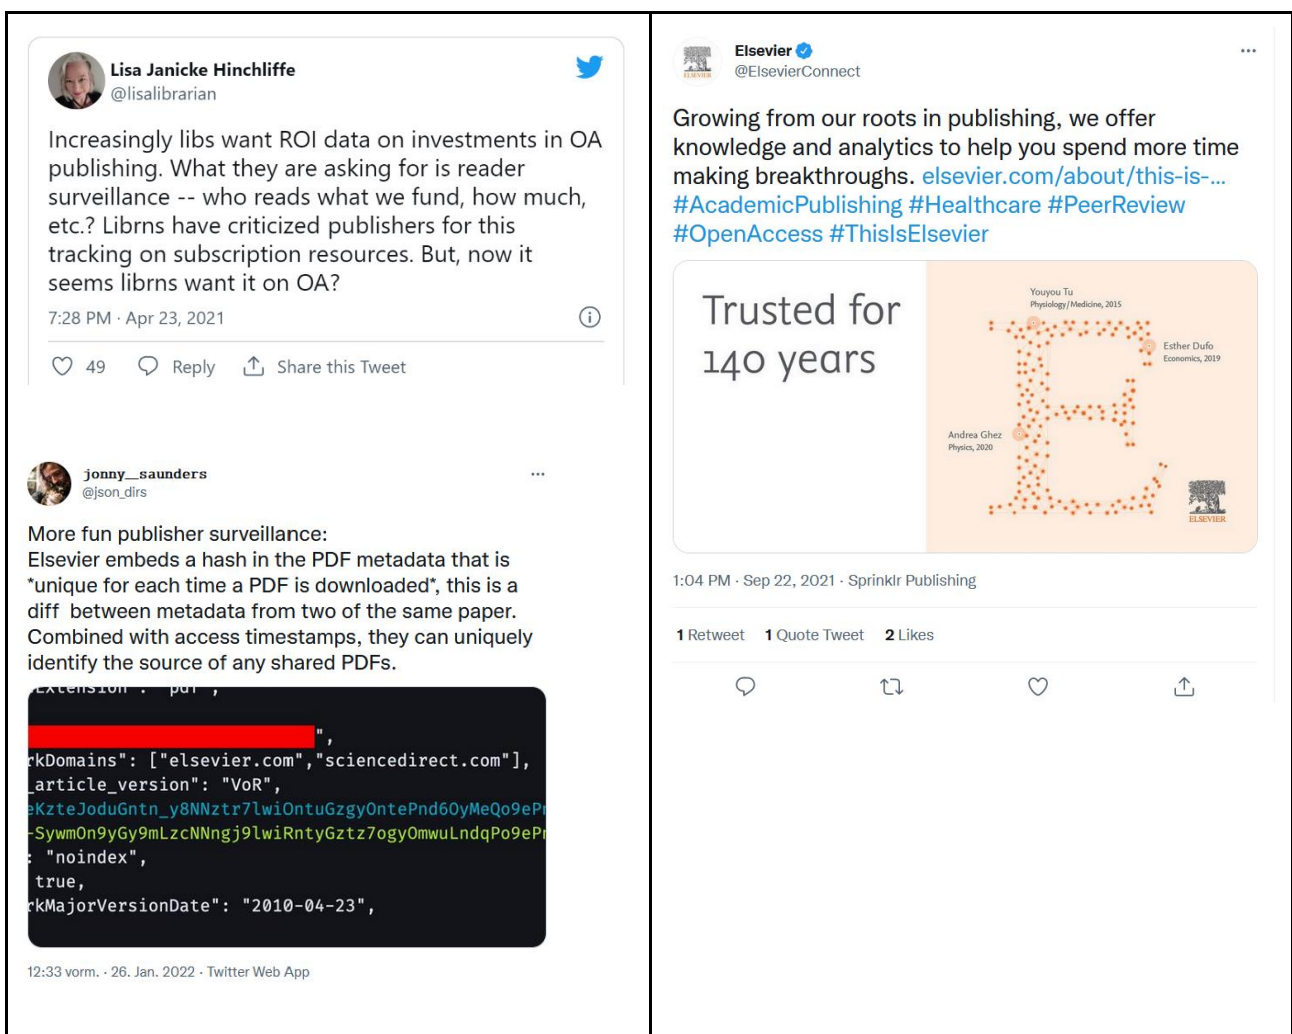 Lisa Janicke Hinchliffe
@lisalibrarian
Increasingly libs want ROI data on investments in OA
publishing. What they are asking for is reader
surveillance -- who reads what we fund, how much,
etc.? Librns have criticized publishers for this
tracking on subscription resources. But, now it
seems librns want it on OA?
7:28 PM · Apr 23, 2021
49 Reply Share this Tweet
jonny__saunders
@json_dirs
More fun publisher surveillance:
Elsevier embeds a hash in the PDF metadata that is
*unique for each time a PDF is downloaded*, this is a
diff between metadata from two of the same paper.
Combined with access timestamps, they can uniquely
identify the source of any shared PDFs.
Extension": "pdf",
",
rkDomains": ["elsevier.com","sciencedirect.com"],
_article_version": "VoR",
eKzteJoduGntn_y8NNztr7lwiOntuGzgyOntePnd6OyMeQo9ePn
-SywmOn9yGy9mLzcNNngj9lwiRntyGztz7ogyOmwuLndqPo9ePn
: "noindex",
true,
rkMajorVersionDate": "2010-04-23",
12:33 vorm. · 26. Jan. 2022 · Twitter Web App
Elsevier
@ElsevierConnect
Growing from our roots in publishing, we offer
knowledge and analytics to help you spend more time
making breakthroughs. elsevier.com/about/this-is-...
#AcademicPublishing #Healthcare #PeerReview
#OpenAccess #ThisIsElsevier
Trusted for
140 years
Youyou Tu
Physiology/Medicine, 2015
Esther Dufo
Economics, 2019
Andrea Ghez
Physics, 2020
ELSEVIER
1:04 PM · Sep 22, 2021 · Sprinklr Publishing
1 Retweet 1 Quote Tweet 2 Likes